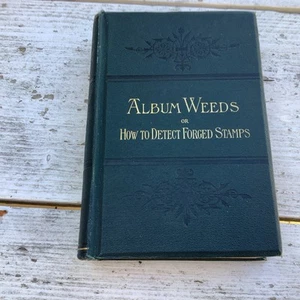 ALBUM WEEDS
OR
HOW TO DETECT FORGED STAMPS